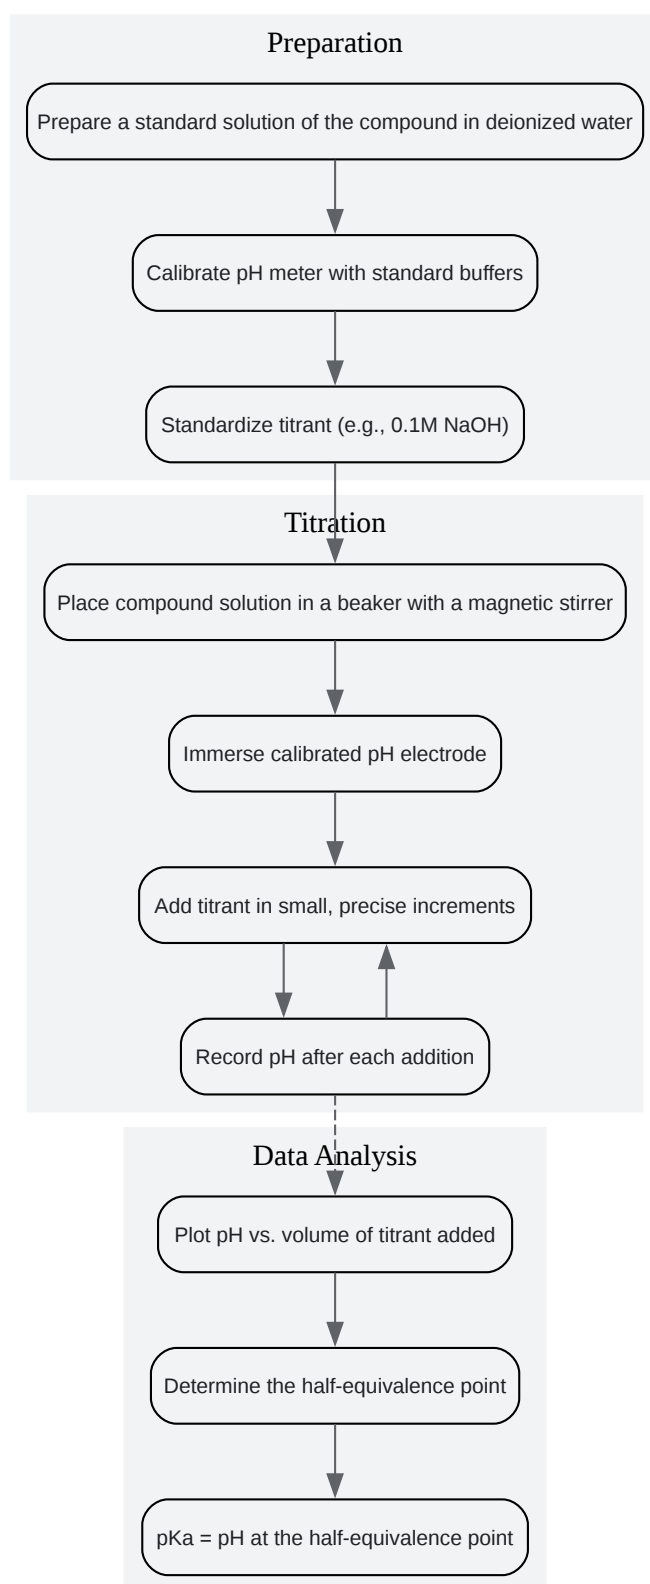 Preparation
Prepare a standard solution of the compound in deionized water
Calibrate pH meter with standard buffers
Standardize titrant (e.g., 0.1M NaOH)
Titration
Place compound solution in a beaker with a magnetic stirrer
Immerse calibrated pH electrode
Add titrant in small, precise increments
Record pH after each addition
Data Analysis
Plot pH vs. volume of titrant added
Determine the half-equivalence point
pKa = pH at the half-equivalence point